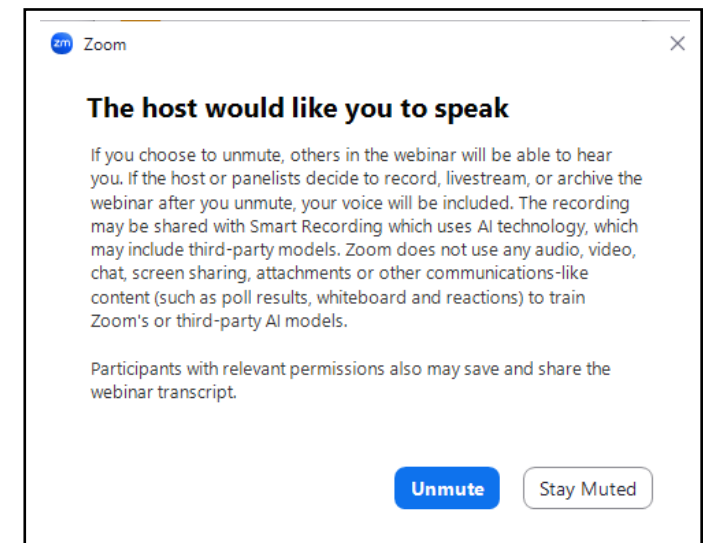 zm Zoom
The host would like you to speak
If you choose to unmute, others in the webinar will be able to hear
you. If the host or panelists decide to record, livestream, or archive the
webinar after you unmute, your voice will be included. The recording
may be shared with Smart Recording which uses AI technology, which
may include third-party models. Zoom does not use any audio, video,
chat, screen sharing, attachments or other communications-like
content (such as poll results, whiteboard and reactions) to train
Zoom's or third-party AI models.
Participants with relevant permissions also may save and share the
webinar transcript.
Unmute Stay Muted